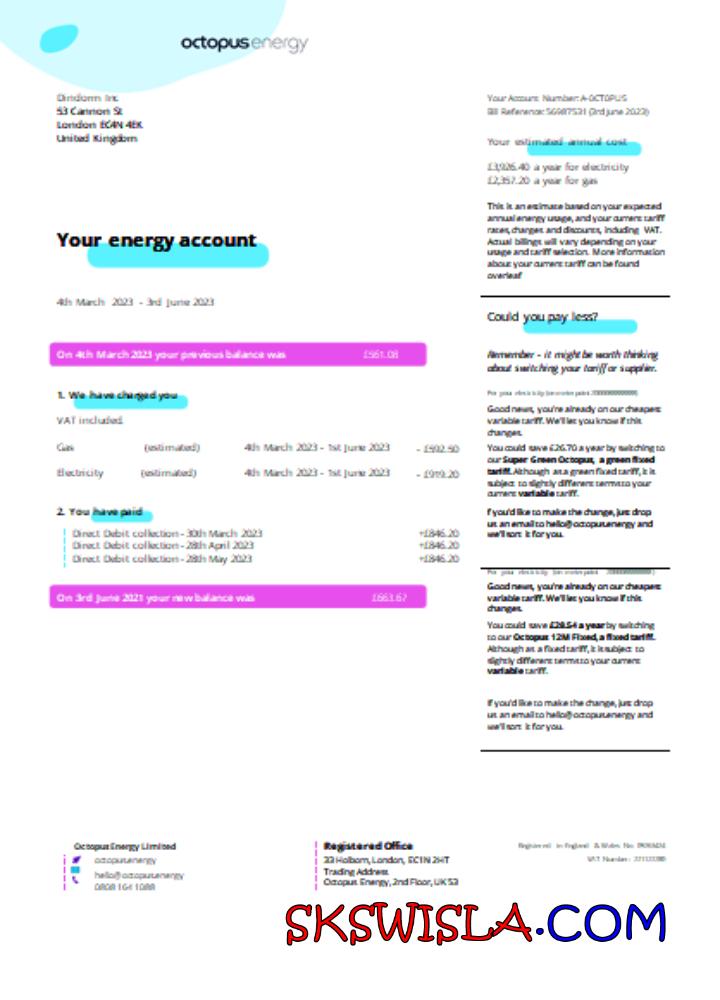 octopusenergy
Diridorm Inc
53 Cannon St
London EC4N 4EK
United Kingdom
Your Account Number: A-0CT0PUS
Bill Reference: 56987531 (3rd June 2023)
Your estimated annual cost
£3,926.40 a year for electricity
£2,357.20 a year for gas
This is an estimate based on your expected
annual energy usage, and your current tariff
rates, charges and discounts, including VAT.
Actual billings will vary depending on your
usage and tariff selection. More information
about your current tariff can be found
overleaf
Your energy account
4th March 2023 - 3rd June 2023
On 4th March 2023 your previous balance was £561.08
1. We have charged you
VAT included.
Gas (estimated) 4th March 2023 - 1st June 2023 - £592.50
Electricity (estimated) 4th March 2023 - 1st June 2023 - £919.20
2. You have paid
Direct Debit collection - 30th March 2023 +£846.20
Direct Debit collection - 28th April 2023 +£846.20
Direct Debit collection - 28th May 2023 +£846.20
On 3rd June 2021 your new balance was £663.67
Could you pay less?
Remember - it might be worth thinking
about switching your tariff or supplier.
For your electricity (on meterpoint
Good news, you're already on our cheapest
variable tariff. We'll let you know if this
changes.
You could save £26.70 a year by switching to
our Super Green Octopus, a green fixed
tariff. Although as a green fixed tariff, it is
subject to slightly different terms to your
current variable tariff.
If you'd like to make the change, just drop
us an email to hello@octopusenergy and
we'll sort it for you.
For your electricity (on meterpoint
Good news, you're already on our cheapest
variable tariff. We'll let you know if this
changes.
You could save £28.54 a year by switching
to our Octopus 12M Fixed, a fixed tariff.
Although as a fixed tariff, it is subject to
slightly different terms to your current
variable tariff.
If you'd like to make the change, just drop
us an email to hello@octopusenergy and
we'll sort it for you.
Octopus Energy Limited
octopusenergy
hello@octopusenergy
0808 164 1088
Registered Office
33 Holborn, London, EC1N 2HT
Trading Address
Octopus Energy, 2nd Floor, UK 53
Registered in England & Wales No.
VAT Number:
SKSWISLA.COM